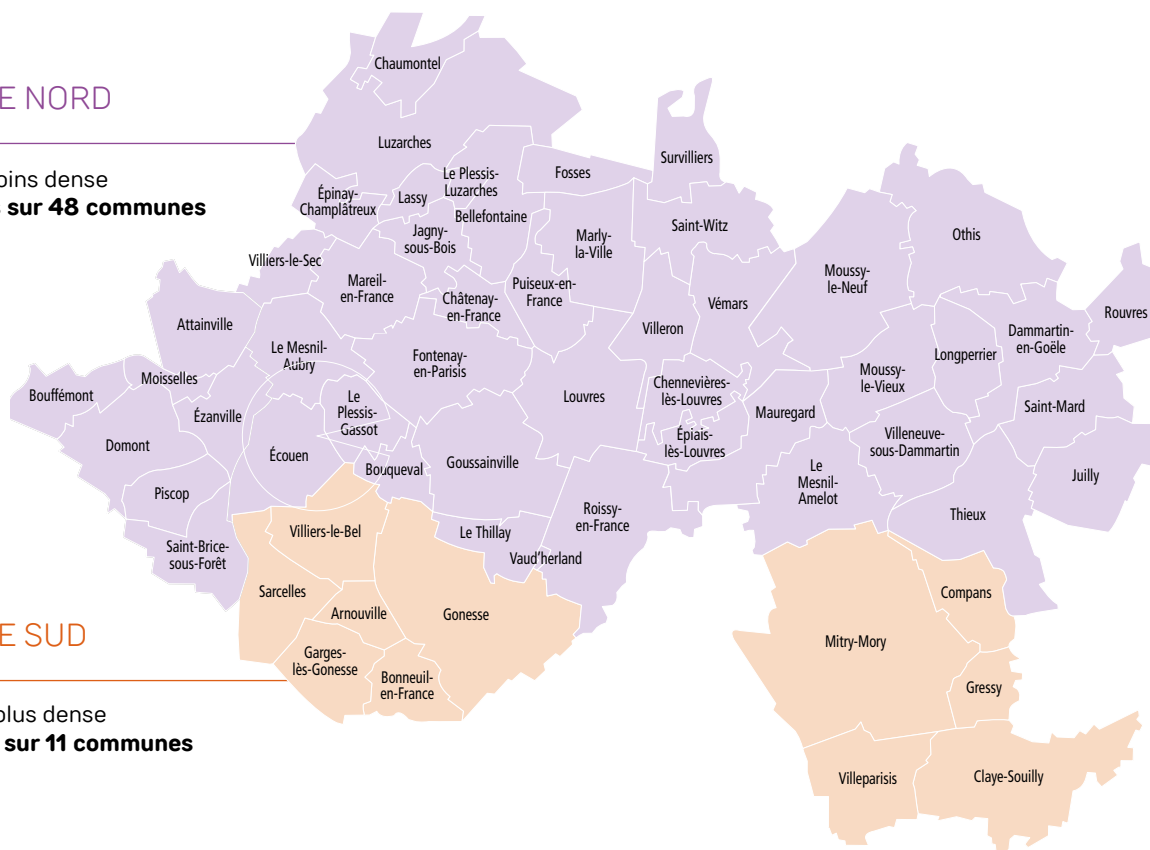 E NORD
sur 48 communes
E SUD
plus dense
sur 11 communes
Chaumontel
Luzarches
Survilliers
Fosses
Le Plessis-
Luzarches
Épinay-
Champlâtreux
Lassy
Bellefontaine
Saint-Witz
Othis
Jagny-
sous-Bois
Marly-
la-Ville
Villiers-le-Sec
Moussy-
le-Neuf
Mareil-
en-France
Puiseux-en-
France
Châtenay-
en-France
Vémars
Rouvres
Attainville
Villeron
Dammartin-
en-Goële
Le Mesnil-
Aubry
Fontenay-
en-Parisis
Longperrier
Moisselles
Moussy-
le-Vieux
Bouffémont
Chennevières-
lès-Louvres
Louvres
Le
Plessis-
Gassot
Mauregard
Saint-Mard
Ézanville
Domont
Épiais-
lès-Louvres
Villeneuve-
sous-Dammartin
Écouen
Bouqueval
Goussainville
Le
Mesnil-
Amelot
Juilly
Piscop
Roissy-
en-France
Thieux
Villiers-le-Bel
Le Thillay
Saint-Brice-
sous-Forêt
Vaud'herland
Sarcelles
Compans
Arnouville
Gonesse
Mitry-Mory
Garges-
lès-Gonesse
Bonneuil-
en-France
Gressy
Villeparisis
Claye-Souilly